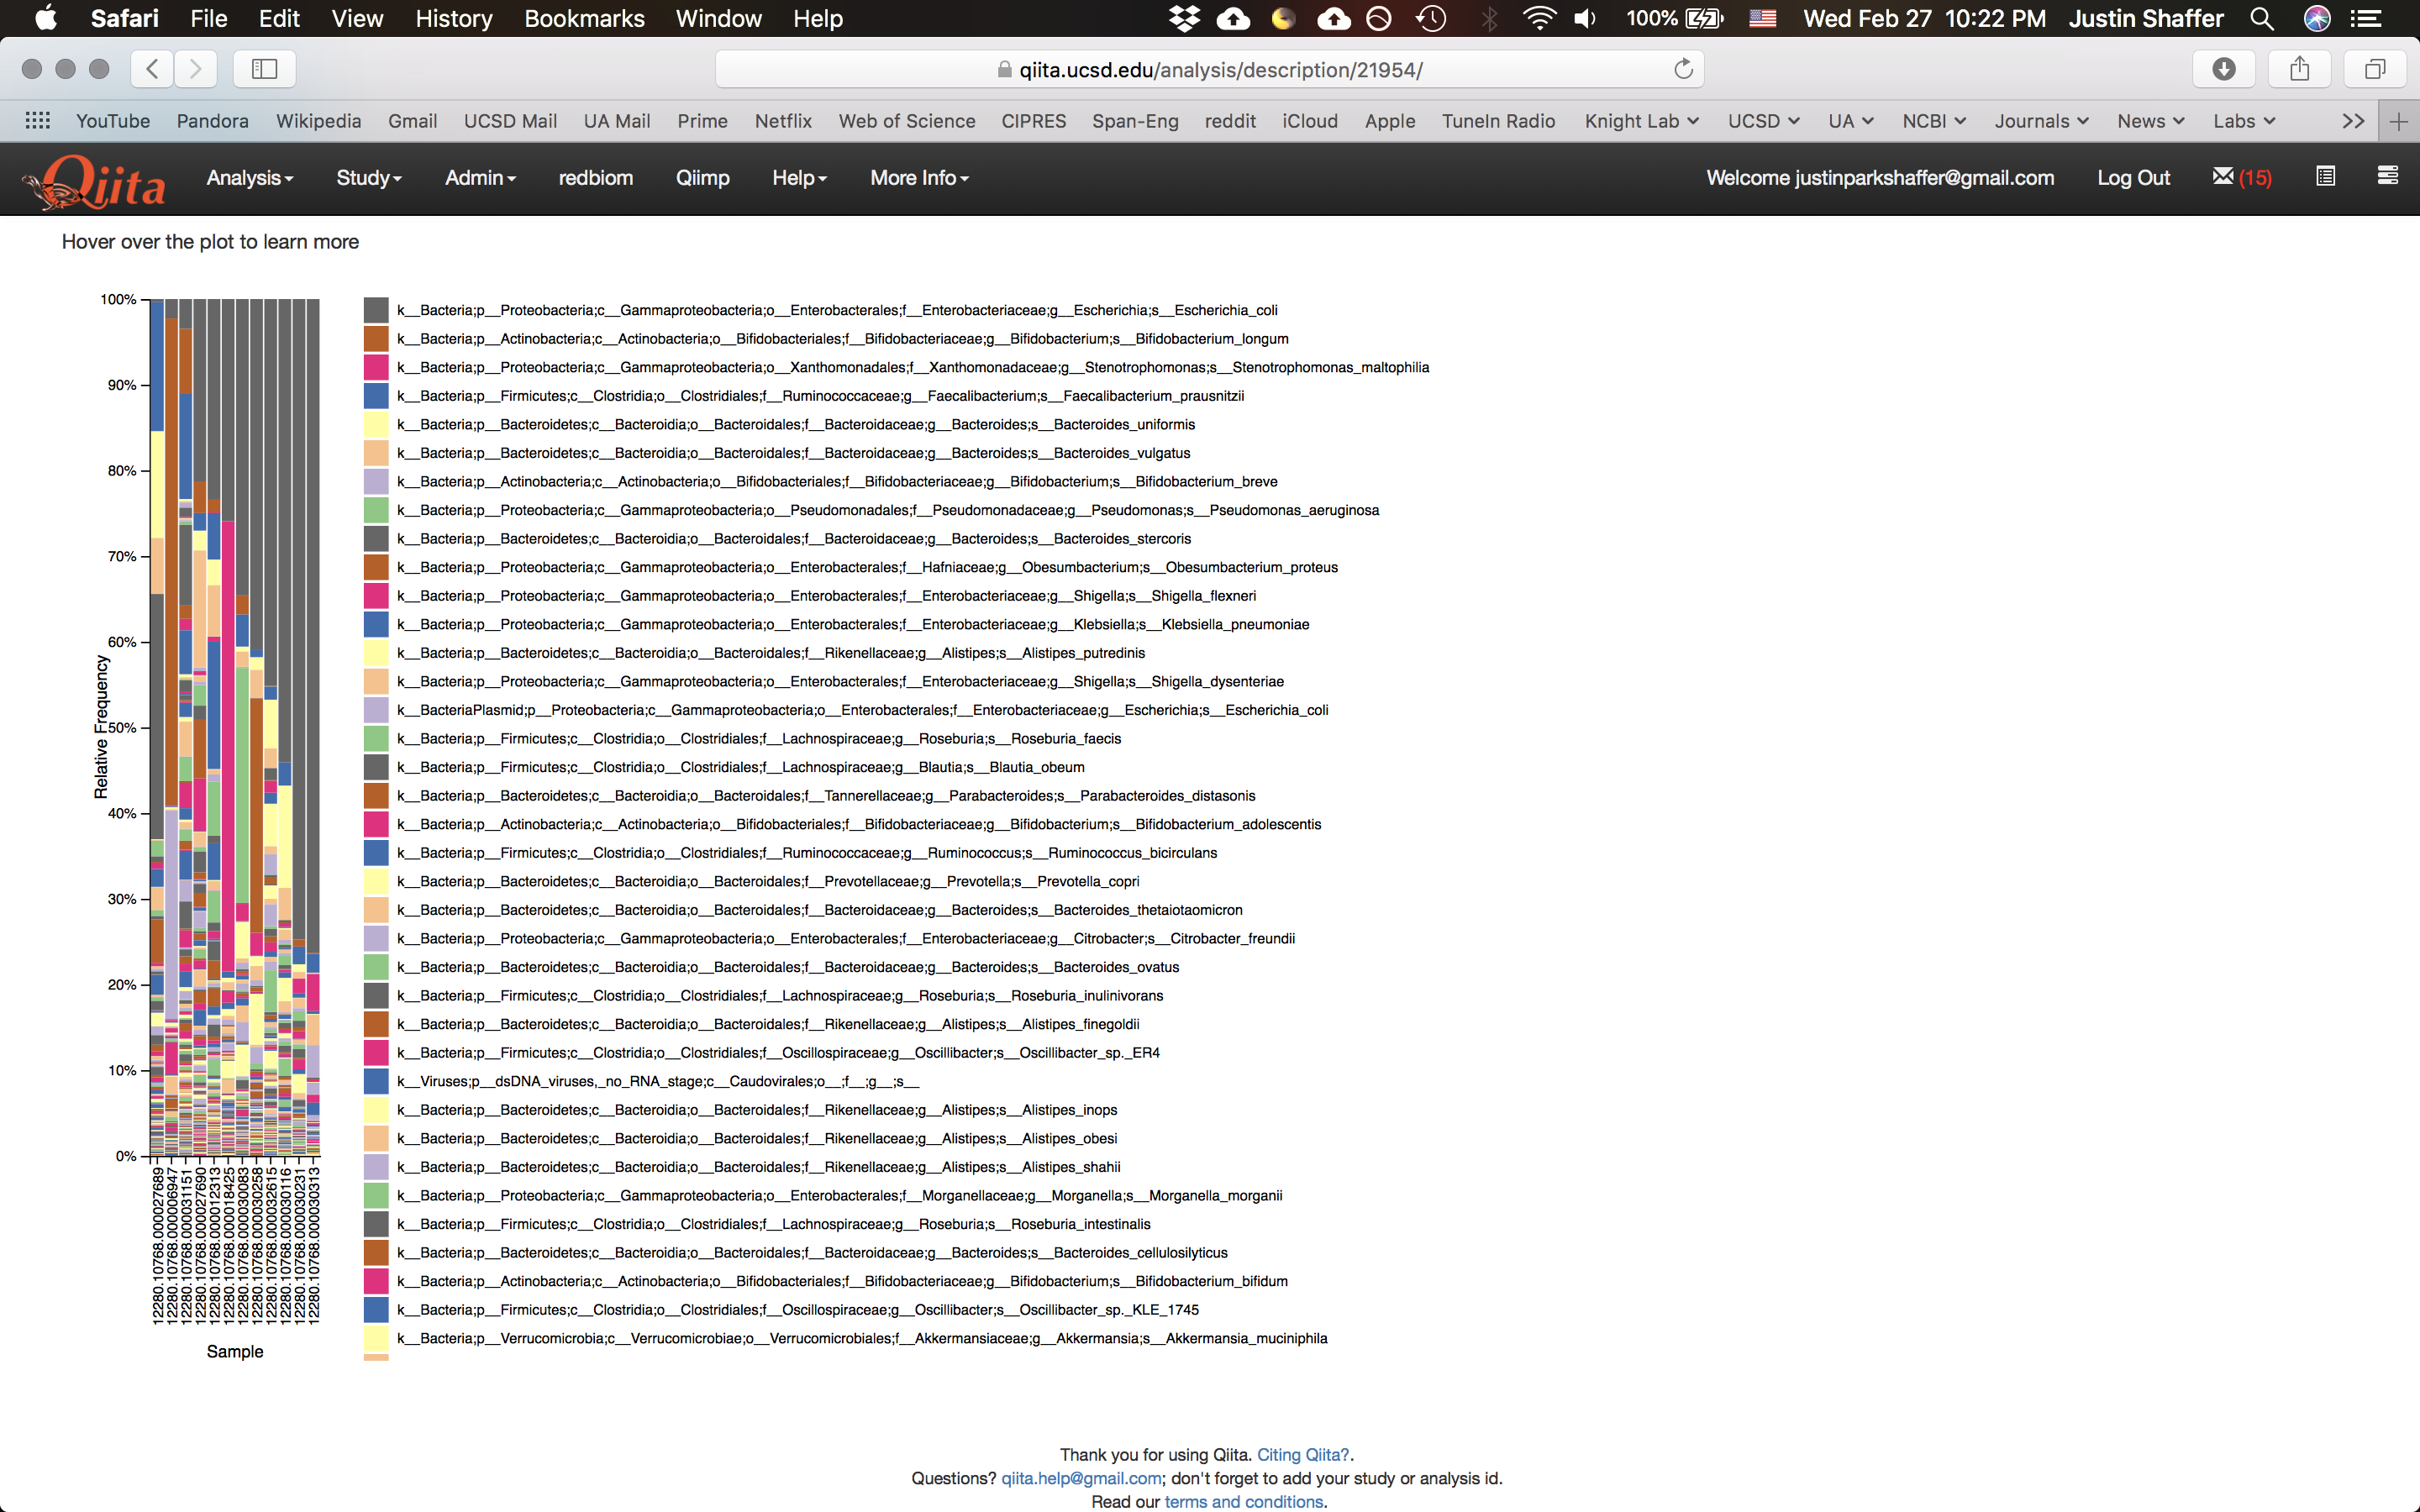 Safari File Edit View History Bookmarks Window Help 100% Wed Feb 27 10:22 PM Justin Shaffer
qiita.ucsd.edu/analysis/description/21954/
YouTube Pandora Wikipedia Gmail UCSD Mail UA Mail Prime Netflix Web of Science CIPRES Span-Eng reddit iCloud Apple TuneIn Radio Knight Lab UCSD UA NCBI Journals News Labs
Qiita Analysis Study Admin redbiom Qiimp Help More Info Welcome justinparkshaffer@gmail.com Log Out (15)
Hover over the plot to learn more
100%
90%
80%
70%
60%
50%
40%
30%
20%
10%
0%
Relative Frequency
12280.10768.000027689
12280.10768.000006947
12280.10768.000031151
12280.10768.000027690
12280.10768.000012313
12280.10768.000018425
12280.10768.000030083
12280.10768.000030258
12280.10768.000032615
12280.10768.000030116
12280.10768.000030231
12280.10768.000030313
Sample
k__Bacteria;p__Proteobacteria;c__Gammaproteobacteria;o__Enterobacterales;f__Enterobacteriaceae;g__Escherichia;s__Escherichia_coli
k__Bacteria;p__Actinobacteria;c__Actinobacteria;o__Bifidobacteriales;f__Bifidobacteriaceae;g__Bifidobacterium;s__Bifidobacterium_longum
k__Bacteria;p__Proteobacteria;c__Gammaproteobacteria;o__Xanthomonadales;f__Xanthomonadaceae;g__Stenotrophomonas;s__Stenotrophomonas_maltophilia
k__Bacteria;p__Firmicutes;c__Clostridia;o__Clostridiales;f__Ruminococcaceae;g__Faecalibacterium;s__Faecalibacterium_prausnitzii
k__Bacteria;p__Bacteroidetes;c__Bacteroidia;o__Bacteroidales;f__Bacteroidaceae;g__Bacteroides;s__Bacteroides_uniformis
k__Bacteria;p__Bacteroidetes;c__Bacteroidia;o__Bacteroidales;f__Bacteroidaceae;g__Bacteroides;s__Bacteroides_vulgatus
k__Bacteria;p__Actinobacteria;c__Actinobacteria;o__Bifidobacteriales;f__Bifidobacteriaceae;g__Bifidobacterium;s__Bifidobacterium_breve
k__Bacteria;p__Proteobacteria;c__Gammaproteobacteria;o__Pseudomonadales;f__Pseudomonadaceae;g__Pseudomonas;s__Pseudomonas_aeruginosa
k__Bacteria;p__Bacteroidetes;c__Bacteroidia;o__Bacteroidales;f__Bacteroidaceae;g__Bacteroides;s__Bacteroides_stercoris
k__Bacteria;p__Proteobacteria;c__Gammaproteobacteria;o__Enterobacterales;f__Hafniaceae;g__Obesumbacterium;s__Obesumbacterium_proteus
k__Bacteria;p__Proteobacteria;c__Gammaproteobacteria;o__Enterobacterales;f__Enterobacteriaceae;g__Shigella;s__Shigella_flexneri
k__Bacteria;p__Proteobacteria;c__Gammaproteobacteria;o__Enterobacterales;f__Enterobacteriaceae;g__Klebsiella;s__Klebsiella_pneumoniae
k__Bacteria;p__Bacteroidetes;c__Bacteroidia;o__Bacteroidales;f__Rikenellaceae;g__Alistipes;s__Alistipes_putredinis
k__Bacteria;p__Proteobacteria;c__Gammaproteobacteria;o__Enterobacterales;f__Enterobacteriaceae;g__Shigella;s__Shigella_dysenteriae
k__BacteriaPlasmid;p__Proteobacteria;c__Gammaproteobacteria;o__Enterobacterales;f__Enterobacteriaceae;g__Escherichia;s__Escherichia_coli
k__Bacteria;p__Firmicutes;c__Clostridia;o__Clostridiales;f__Lachnospiraceae;g__Roseburia;s__Roseburia_faecis
k__Bacteria;p__Firmicutes;c__Clostridia;o__Clostridiales;f__Lachnospiraceae;g__Blautia;s__Blautia_obeum
k__Bacteria;p__Bacteroidetes;c__Bacteroidia;o__Bacteroidales;f__Tannerellaceae;g__Parabacteroides;s__Parabacteroides_distasonis
k__Bacteria;p__Actinobacteria;c__Actinobacteria;o__Bifidobacteriales;f__Bifidobacteriaceae;g__Bifidobacterium;s__Bifidobacterium_adolescentis
k__Bacteria;p__Firmicutes;c__Clostridia;o__Clostridiales;f__Ruminococcaceae;g__Ruminococcus;s__Ruminococcus_bicirculans
k__Bacteria;p__Bacteroidetes;c__Bacteroidia;o__Bacteroidales;f__Prevotellaceae;g__Prevotella;s__Prevotella_copri
k__Bacteria;p__Bacteroidetes;c__Bacteroidia;o__Bacteroidales;f__Bacteroidaceae;g__Bacteroides;s__Bacteroides_thetaiotaomicron
k__Bacteria;p__Proteobacteria;c__Gammaproteobacteria;o__Enterobacterales;f__Enterobacteriaceae;g__Citrobacter;s__Citrobacter_freundii
k__Bacteria;p__Bacteroidetes;c__Bacteroidia;o__Bacteroidales;f__Bacteroidaceae;g__Bacteroides;s__Bacteroides_ovatus
k__Bacteria;p__Firmicutes;c__Clostridia;o__Clostridiales;f__Lachnospiraceae;g__Roseburia;s__Roseburia_inulinivorans
k__Bacteria;p__Bacteroidetes;c__Bacteroidia;o__Bacteroidales;f__Rikenellaceae;g__Alistipes;s__Alistipes_finegoldii
k__Bacteria;p__Firmicutes;c__Clostridia;o__Clostridiales;f__Oscillospiraceae;g__Oscillibacter;s__Oscillibacter_sp._ER4
k__Viruses;p__dsDNA_viruses,_no_RNA_stage;c__Caudovirales;o__;f__;g__;s__
k__Bacteria;p__Bacteroidetes;c__Bacteroidia;o__Bacteroidales;f__Rikenellaceae;g__Alistipes;s__Alistipes_inops
k__Bacteria;p__Bacteroidetes;c__Bacteroidia;o__Bacteroidales;f__Rikenellaceae;g__Alistipes;s__Alistipes_obesi
k__Bacteria;p__Bacteroidetes;c__Bacteroidia;o__Bacteroidales;f__Rikenellaceae;g__Alistipes;s__Alistipes_shahii
k__Bacteria;p__Proteobacteria;c__Gammaproteobacteria;o__Enterobacterales;f__Morganellaceae;g__Morganella;s__Morganella_morganii
k__Bacteria;p__Firmicutes;c__Clostridia;o__Clostridiales;f__Lachnospiraceae;g__Roseburia;s__Roseburia_intestinalis
k__Bacteria;p__Bacteroidetes;c__Bacteroidia;o__Bacteroidales;f__Bacteroidaceae;g__Bacteroides;s__Bacteroides_cellulosilyticus
k__Bacteria;p__Actinobacteria;c__Actinobacteria;o__Bifidobacteriales;f__Bifidobacteriaceae;g__Bifidobacterium;s__Bifidobacterium_bifidum
k__Bacteria;p__Firmicutes;c__Clostridia;o__Clostridiales;f__Oscillospiraceae;g__Oscillibacter;s__Oscillibacter_sp._KLE_1745
k__Bacteria;p__Verrucomicrobia;c__Verrucomicrobiae;o__Verrucomicrobiales;f__Akkermansiaceae;g__Akkermansia;s__Akkermansia_muciniphila
Thank you for using Qiita. Citing Qiita?.
Questions? qiita.help@gmail.com; don't forget to add your study or analysis id.
Read our terms and conditions.